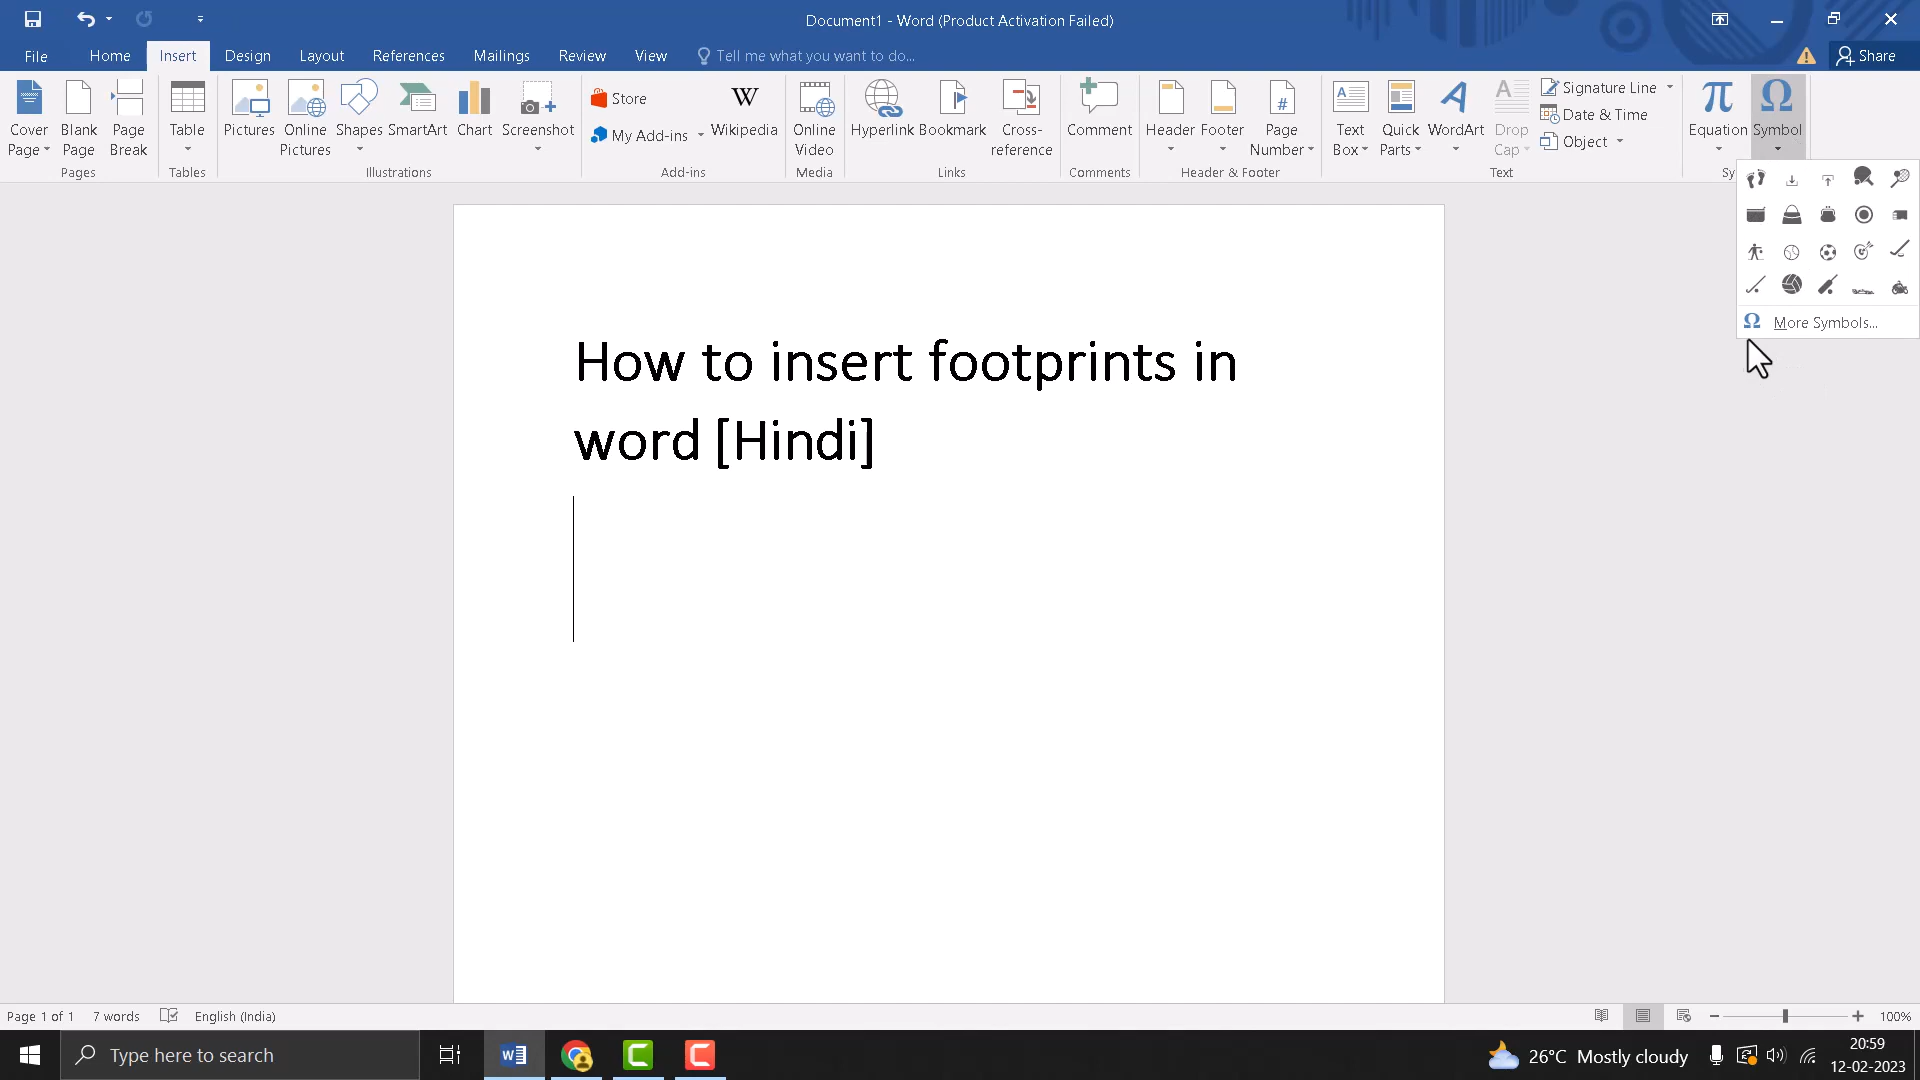 Document1 - Word (Product Activation Failed)
File Home Insert Design Layout References Mailings Review View Tell me what you want to do... Share
Cover Page
Blank Page
Page Break
Pages
Table
Tables
Pictures
Online Pictures
Shapes
SmartArt
Chart
Screenshot
Illustrations
Store
My Add-ins
W Wikipedia
Add-ins
Online Video
Media
Hyperlink
Bookmark
Cross-reference
Links
Comment
Comments
Header
Footer
# Page Number
Header & Footer
Text Box
Quick Parts
WordArt
Drop Cap
Signature Line
Date & Time
Object
Text
π Equation
Ω Symbol
Sy
Ω More Symbols...
How to insert footprints in
word [Hindi]
Page 1 of 1 7 words English (India) 100%
Type here to search
26°C Mostly cloudy
20:59
12-02-2023